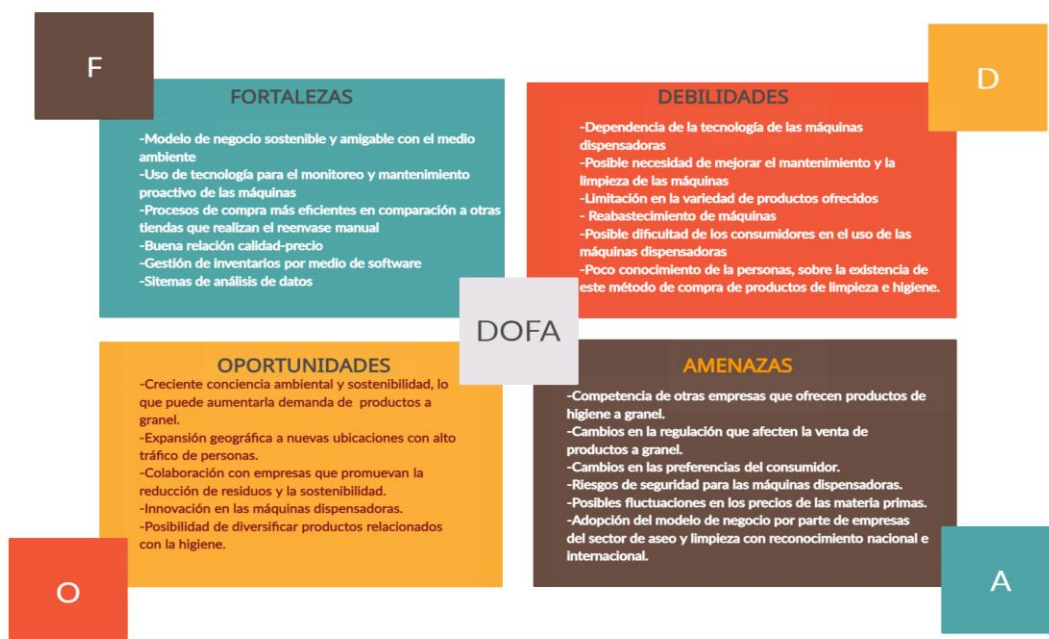 F
FORTALEZAS
-Modelo de negocio sostenible y amigable con el medio
ambiente
-Uso de tecnología para el monitoreo y mantenimiento
proactivo de las máquinas
-Procesos de compra más eficientes en comparación a otras
tiendas que realizan el reenvase manual
-Buena relación calidad-precio
-Gestión de inventarios por medio de software
-Sitemas de análisis de datos
D
DEBILIDADES
-Dependencia de la tecnología de las máquinas
dispensadoras
-Posible necesidad de mejorar el mantenimiento y la
limpieza de las máquinas
-Limitación en la variedad de productos ofrecidos
- Reabastecimiento de máquinas
-Posible dificultad de los consumidores en el uso de las
máquinas dispensadoras
-Poco conocimiento de la personas, sobre la existencia de
este método de compra de productos de limpieza e higiene.
DOFA
OPORTUNIDADES
-Creciente conciencia ambiental y sostenibilidad, lo
que puede aumentarla demanda de productos a
granel.
-Expansión geográfica a nuevas ubicaciones con alto
tráfico de personas.
-Colaboración con empresas que promuevan la
reducción de residuos y la sostenibilidad.
-Innovación en las máquinas dispensadoras.
-Posibilidad de diversificar productos relacionados
con la higiene.
O
AMENAZAS
-Competencia de otras empresas que ofrecen productos de
higiene a granel.
-Cambios en la regulación que afecten la venta de
productos a granel.
-Cambios en las preferencias del consumidor.
-Riesgos de seguridad para las máquinas dispensadoras.
-Posibles fluctuaciones en los precios de las materia primas.
-Adopción del modelo de negocio por parte de empresas
del sector de aseo y limpieza con reconocimiento nacional e
internacional.
A